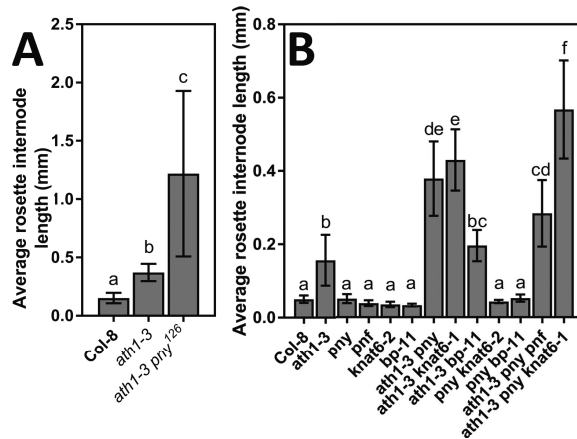 A
Average rosette internode
length (mm)
2.5
2.0
1.5
1.0
0.5
0.0
a
b
c
Col-8
ath1-3
ath1-3 pny126
B
Average rosette internode length (mm)
0.8
0.6
0.4
0.2
0.0
a
b
a
a
a
a
de
e
bc
a
a
cd
f
Col-8
ath1-3
pny
pnf
knat6-2
bp-11
ath1-3 pny
ath1-3 knat6-1
ath1-3 bp-11
pny knat6-2
pny bp-11
ath1-3 pny pnf
ath1-3 pny knat6-1